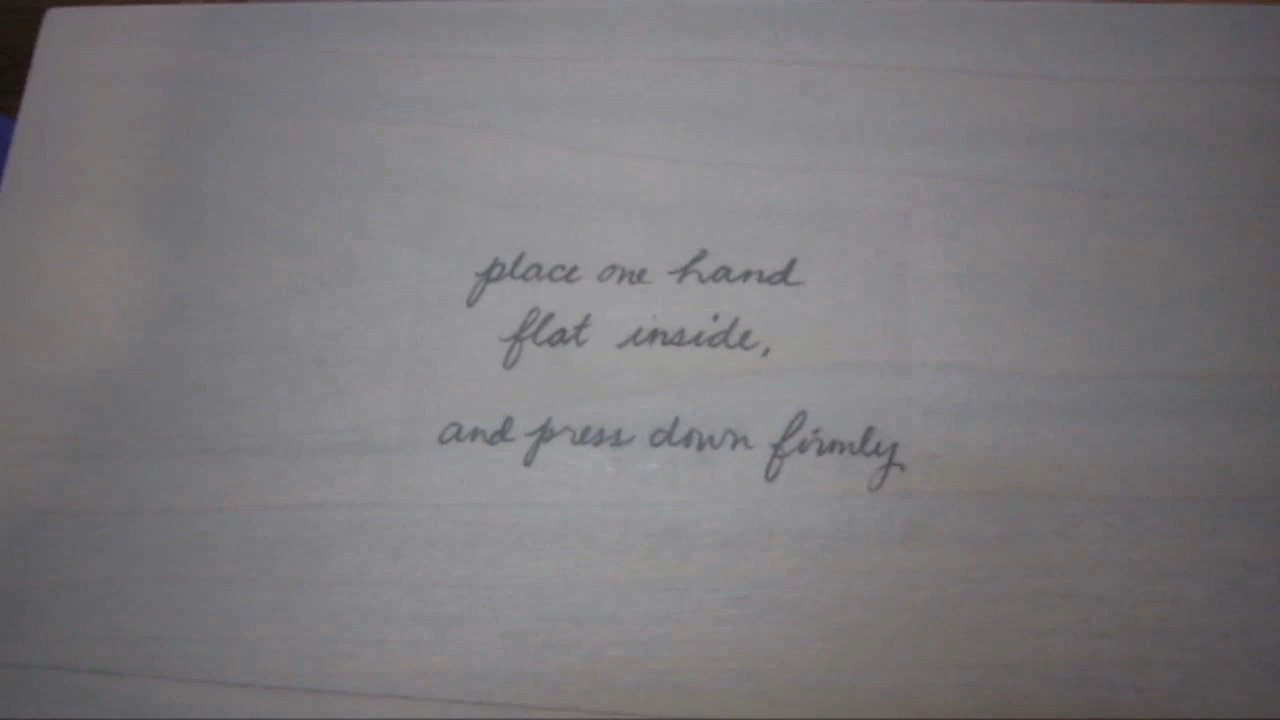 place one hand
flat inside,
and press down firmly